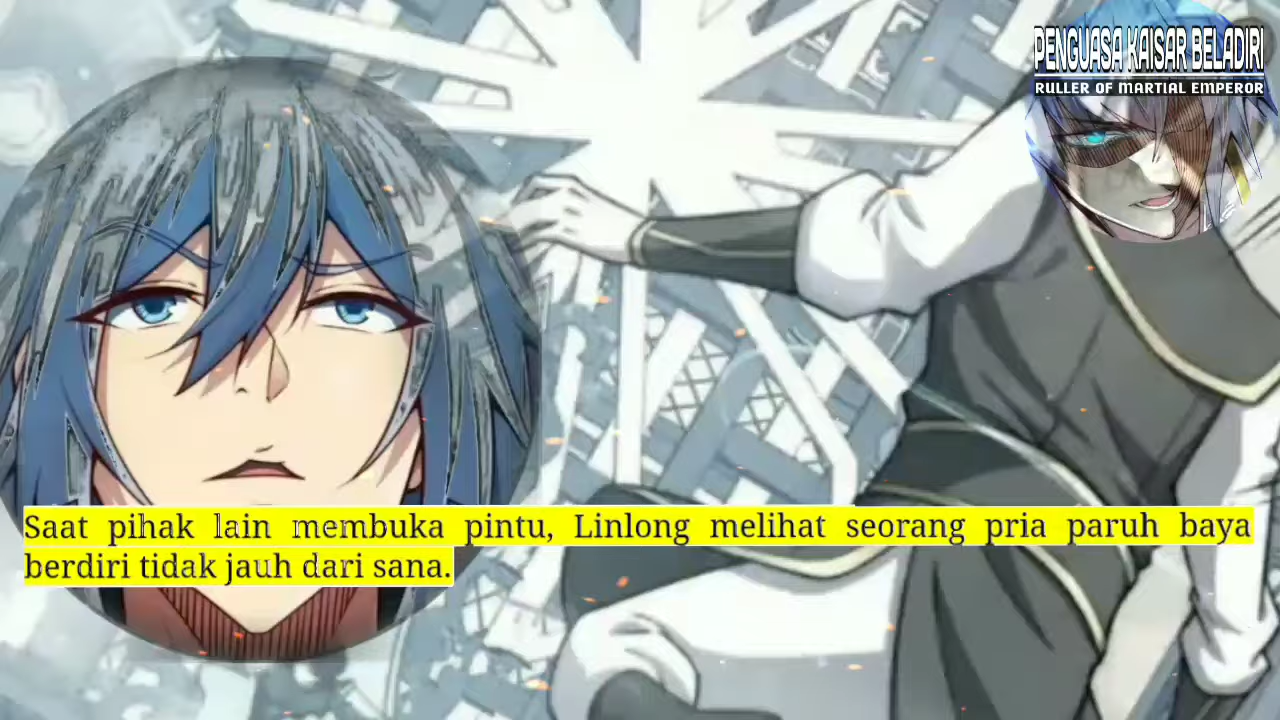 PENGUASA KAISAR BELADIRI
RULLER OF MARTIAL EMPEROR
Saat pihak lain membuka pintu, Linlong melihat seorang pria paruh baya
berdiri tidak jauh dari sana.